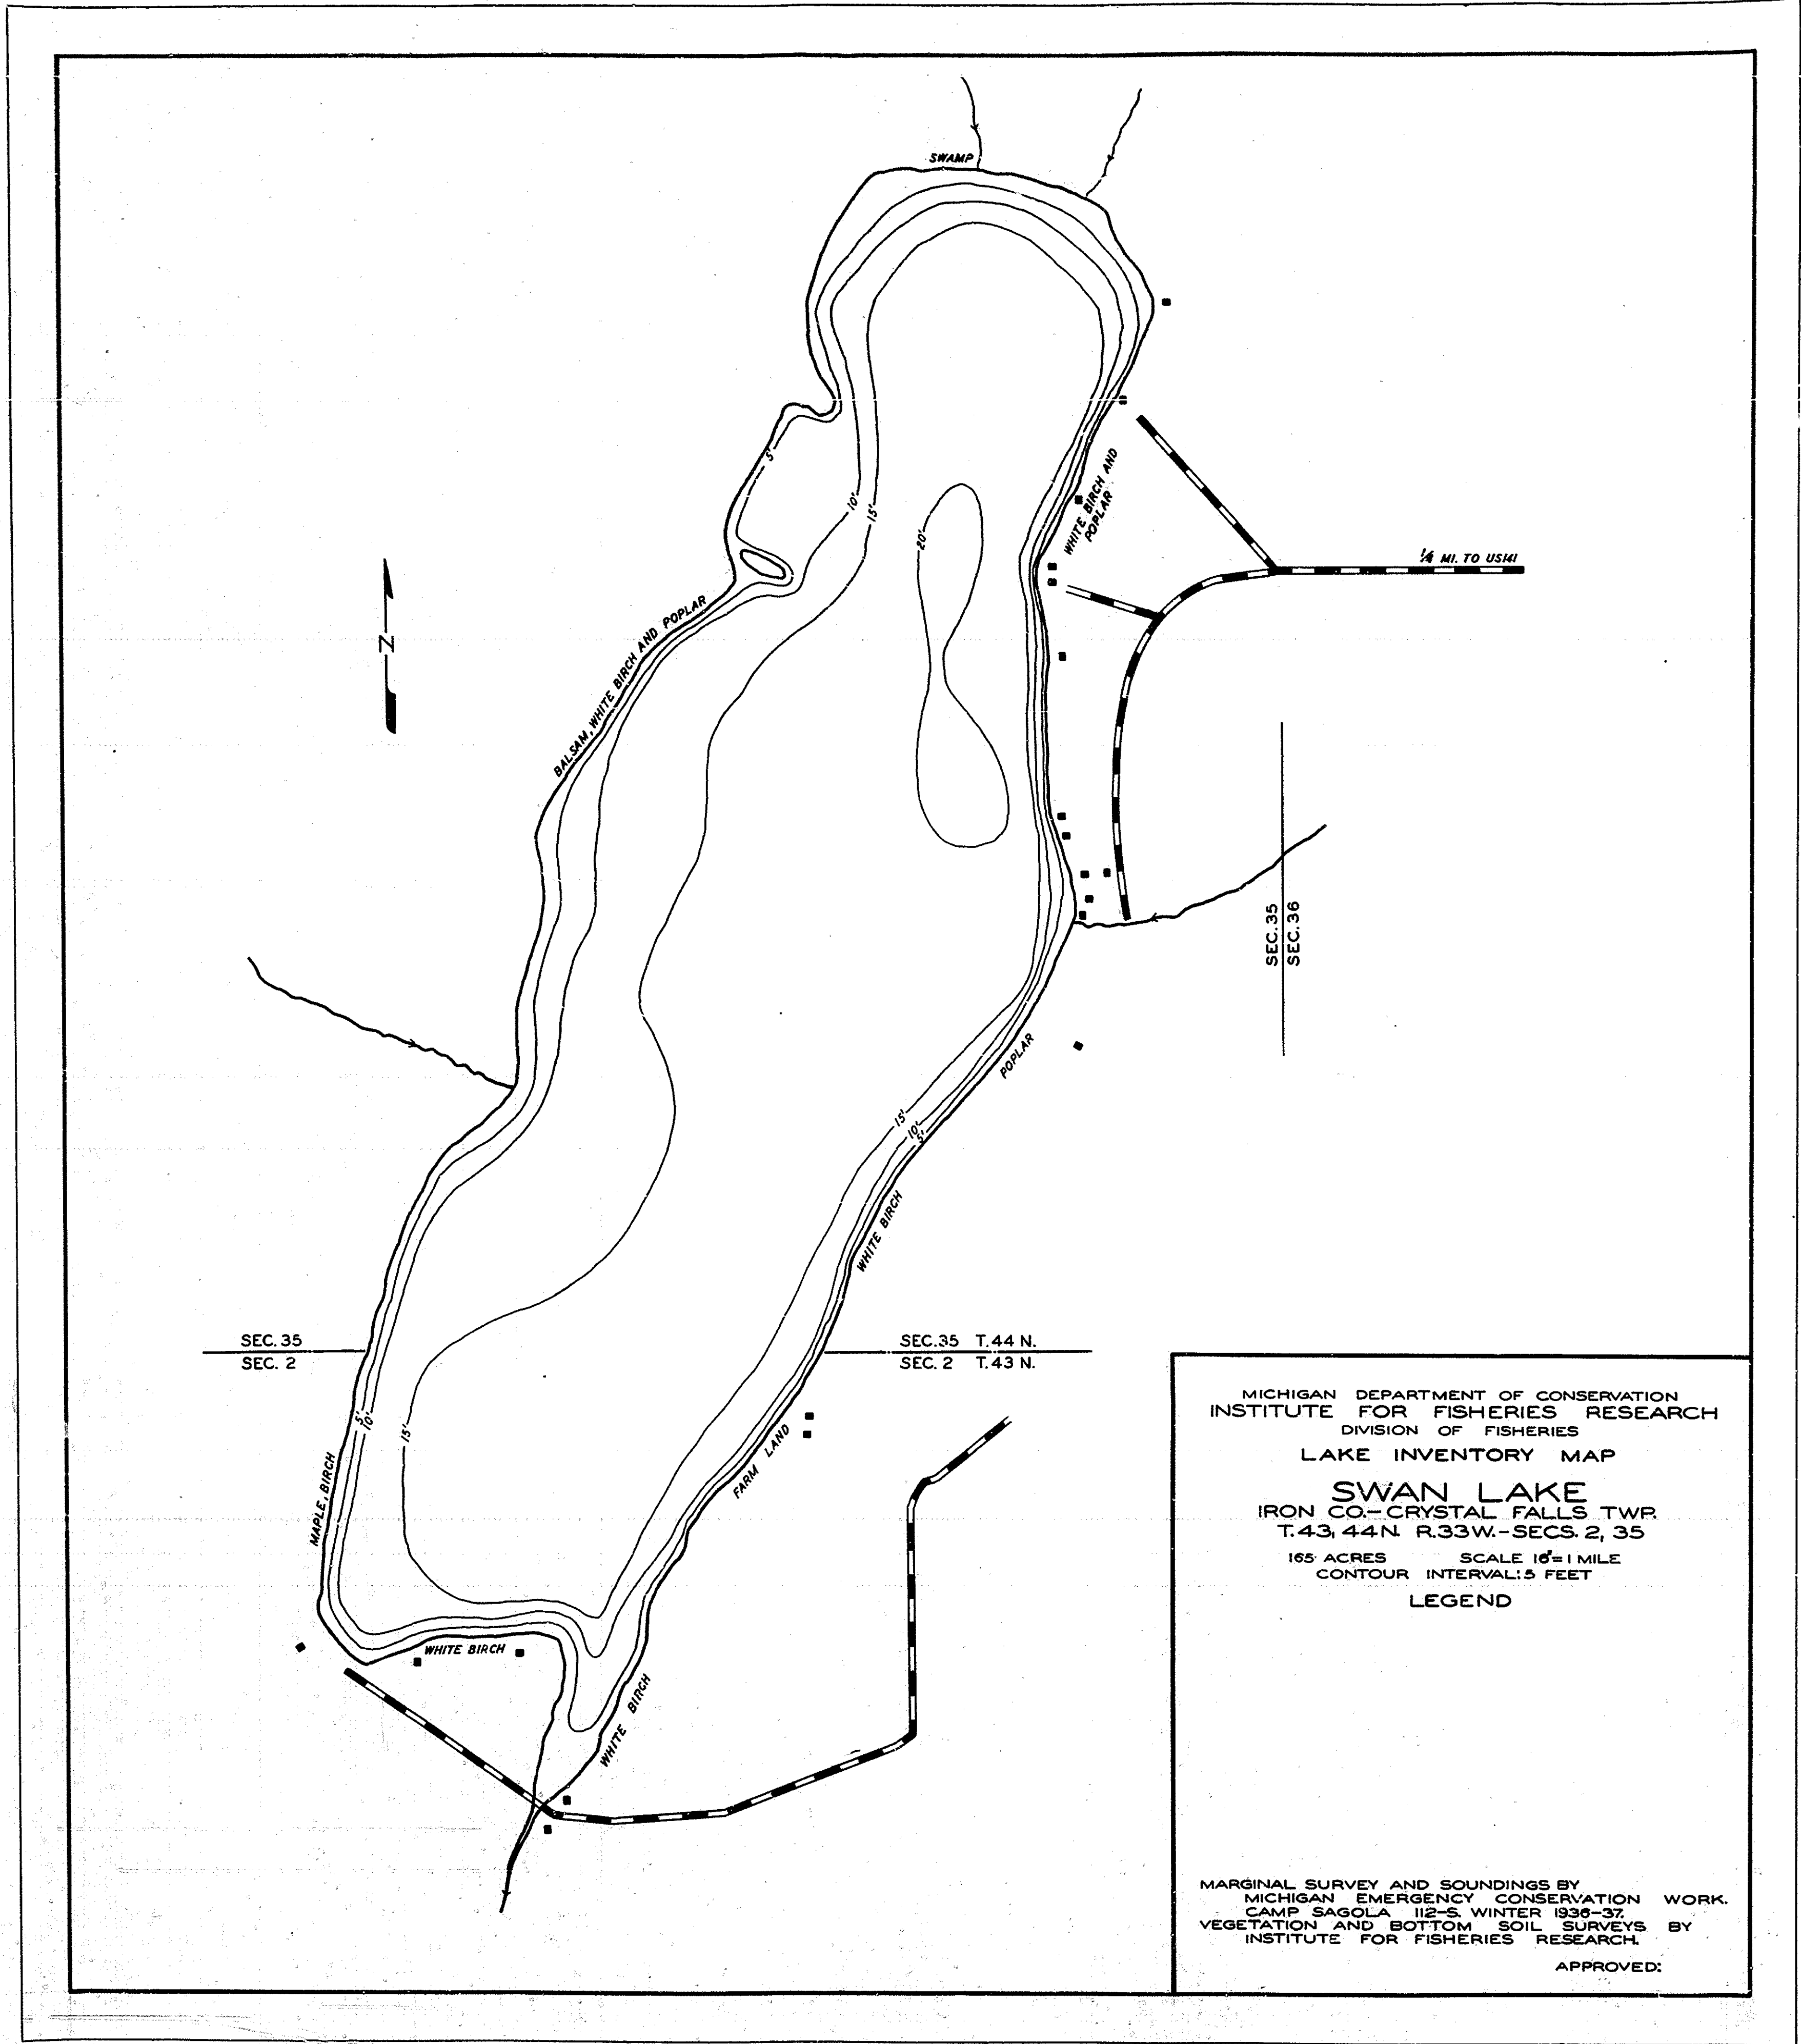 SWAMP
5'
10'
15'
20'
WHITE BIRCH AND
POPLAR
1/8 MI. TO US141
N
BALSAM, WHITE BIRCH AND POPLAR
SEC. 35
SEC. 36
POPLAR
15'
10'
5'
WHITE BIRCH
SEC. 35
SEC. 2
SEC. 35 T. 44 N.
SEC. 2 T. 43 N.
5'
10'
15'
MAPLE, BIRCH
FARM LAND
WHITE BIRCH
WHITE BIRCH
MICHIGAN DEPARTMENT OF CONSERVATION
INSTITUTE FOR FISHERIES RESEARCH
DIVISION OF FISHERIES
LAKE INVENTORY MAP
SWAN LAKE
IRON CO.-CRYSTAL FALLS TWP.
T.43, 44N. R.33W.-SECS. 2, 35
165 ACRES SCALE 16"=1 MILE
CONTOUR INTERVAL: 5 FEET
LEGEND
MARGINAL SURVEY AND SOUNDINGS BY
MICHIGAN EMERGENCY CONSERVATION WORK.
CAMP SAGOLA 112-S. WINTER 1936-37.
VEGETATION AND BOTTOM SOIL SURVEYS BY
INSTITUTE FOR FISHERIES RESEARCH.
APPROVED: